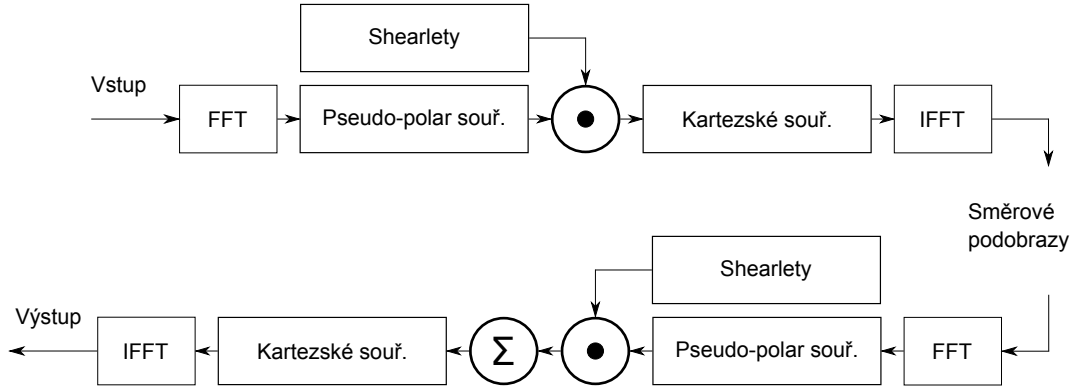 Shearlety
Vstup
FFT
Pseudo-polar souř.
Kartezské souř.
IFFT
Směrové
podobrazy
Shearlety
Výstup
IFFT
Kartezské souř.
Σ
Pseudo-polar souř.
FFT